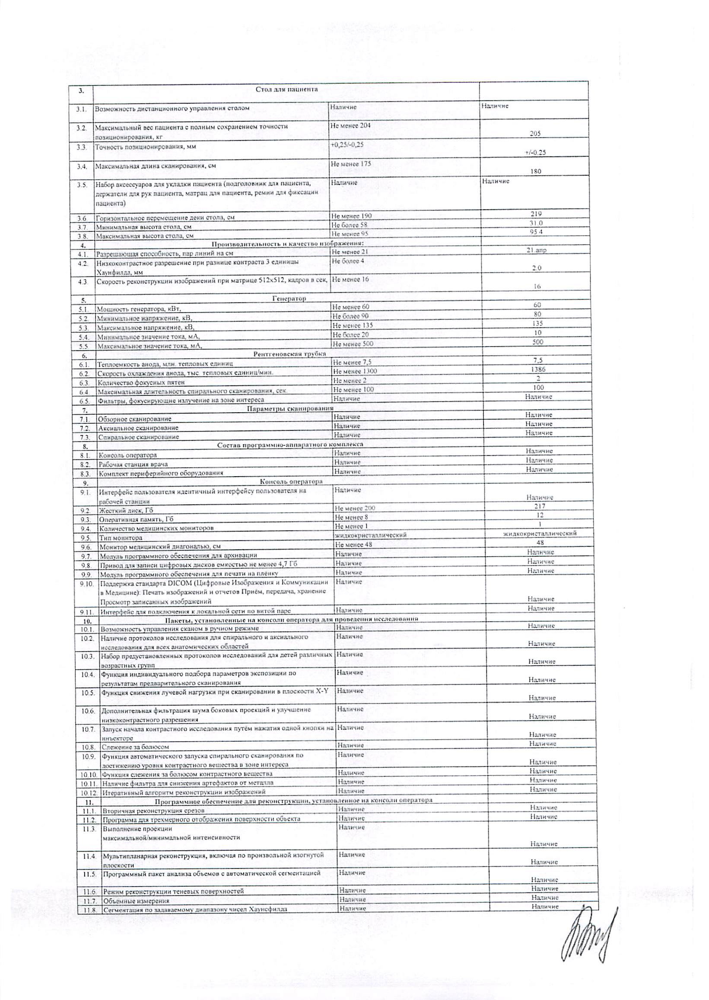 3. Стол для пациента
3.1. Возможность дистанционного управления столом Наличие Наличие
3.2. Максимальный вес пациента с полным сохранением точности Не менее 204
позиционирования, кг 205
3.3. Точность позиционирования, мм +0,25/-0,25
+/-0.25
3.4. Максимальная длина сканирования, см Не менее 175
180
3.5. Набор аксессуаров для укладки пациента (подголовник для пациента, Наличие Наличие
держатели для рук пациента, матрац для пациента, ремни для фиксации
пациента)
3.6. Горизонтальное перемещение деки стола, см Не менее 190 219
3.7. Минимальная высота стола, см Не более 58 31.0
3.8. Максимальная высота стола, см Не менее 95 95.4
4. Производительность и качество изображения:
4.1. Разрешающая способность, пар линий на см Не менее 21 21.апр
4.2. Низкоконтрастное разрешение при разнице контраста 3 единицы Не более 4
Хаунфилда, мм 2.0
4.3. Скорость реконструкции изображений при матрице 512x512, кадров в сек, Не менее 16
16
5. Генератор
5.1. Мощность генератора, кВт, Не менее 60 60
5.2. Минимальное напряжение, кВ, Не более 90 80
5.3. Максимальное напряжение, кВ, Не менее 135 135
5.4. Минимальное значение тока, мА, Не более 20 10
5.5. Максимальное значение тока, мА, Не менее 500 500
6. Рентгеновская трубка
6.1. Теплоемкость анода, млн. тепловых единиц Не менее 7,5 7,5
6.2. Скорость охлаждения анода, тыс. тепловых единиц/мин. Не менее 1300 1386
6.3. Количество фокусных пятен Не менее 2 2
6.4. Максимальная длительность спирального сканирования, сек. Не менее 100 100
6.5. Фильтры, фокусирующие излучение на зоне интереса Наличие Наличие
7. Параметры сканирования
7.1. Обзорное сканирование Наличие Наличие
7.2. Аксиальное сканирование Наличие Наличие
7.3. Спиральное сканирование Наличие Наличие
8. Состав программно-аппаратного комплекса
8.1. Консоль оператора Наличие Наличие
8.2. Рабочая станция врача Наличие Наличие
8.3. Комплект периферийного оборудования Наличие Наличие
9. Консоль оператора
9.1. Интерфейс пользователя идентичный интерфейсу пользователя на Наличие
рабочей станции Наличие
9.2. Жесткий диск, Гб Не менее 200 217
9.3. Оперативная память, Гб Не менее 8 12
9.4. Количество медицинских мониторов Не менее 1 1
9.5. Тип монитора жидкокристаллический жидкокристаллический
9.6. Монитор медицинский диагональю, см Не менее 48 48
9.7. Модуль программного обеспечения для архивации Наличие Наличие
9.8. Привод для записи цифровых дисков емкостью не менее 4,7 Гб Наличие Наличие
9.9. Модуль программного обеспечения для печати на плёнку Наличие Наличие
9.10. Поддержка стандарта DICOM (Цифровые Изображения и Коммуникации Наличие
в Медицине): Печать изображений и отчетов Приём, передача, хранение
Просмотр записанных изображений Наличие
9.11. Интерфейс для подключения к локальной сети по витой паре Наличие Наличие
10. Пакеты, установленные на консоли оператора для проведения исследования
10.1. Возможность управления сканом в ручном режиме Наличие Наличие
10.2. Наличие протоколов исследования для спирального и аксиального Наличие
исследования для всех анатомических областей Наличие
10.3. Набор предустановленных протоколов исследований для детей различных Наличие
возрастных групп Наличие
10.4. Функция индивидуального подбора параметров экспозиции по Наличие
результатам предварительного сканирования Наличие
10.5. Функция снижения лучевой нагрузки при сканировании в плоскости X-Y Наличие
Наличие
10.6. Дополнительная фильтрация шума боковых проекций и улучшение Наличие
низкоконтрастного разрешения Наличие
10.7. Запуск начала контрастного исследования путём нажатия одной кнопки на Наличие
инъекторе Наличие
10.8. Слежение за болюсом Наличие Наличие
10.9. Функция автоматического запуска спирального сканирования по Наличие
достижению уровня контрастного вещества в зоне интереса Наличие
10.10. Функция слежения за болюсом контрастного вещества Наличие Наличие
10.11. Наличие фильтра для снижения артефактов от металла Наличие Наличие
10.12. Итеративный алгоритм реконструкции изображений Наличие Наличие
11. Программное обеспечение для реконструкции, установленное на консоли оператора
11.1. Вторичная реконструкция срезов Наличие Наличие
11.2. Программа для трехмерного отображения поверхности объекта Наличие Наличие
11.3. Выполнение проекции Наличие
максимальной/минимальной интенсивности
Наличие
11.4. Мультипланарная реконструкция, включая по произвольной изогнутой Наличие
плоскости Наличие
11.5. Программный пакет анализа объемов с автоматической сегментацией Наличие
Наличие
11.6. Режим реконструкции теневых поверхностей Наличие Наличие
11.7. Объемные измерения Наличие Наличие
11.8. Сегментация по задаваемому диапазону чисел Хаунсфилда Наличие Наличие